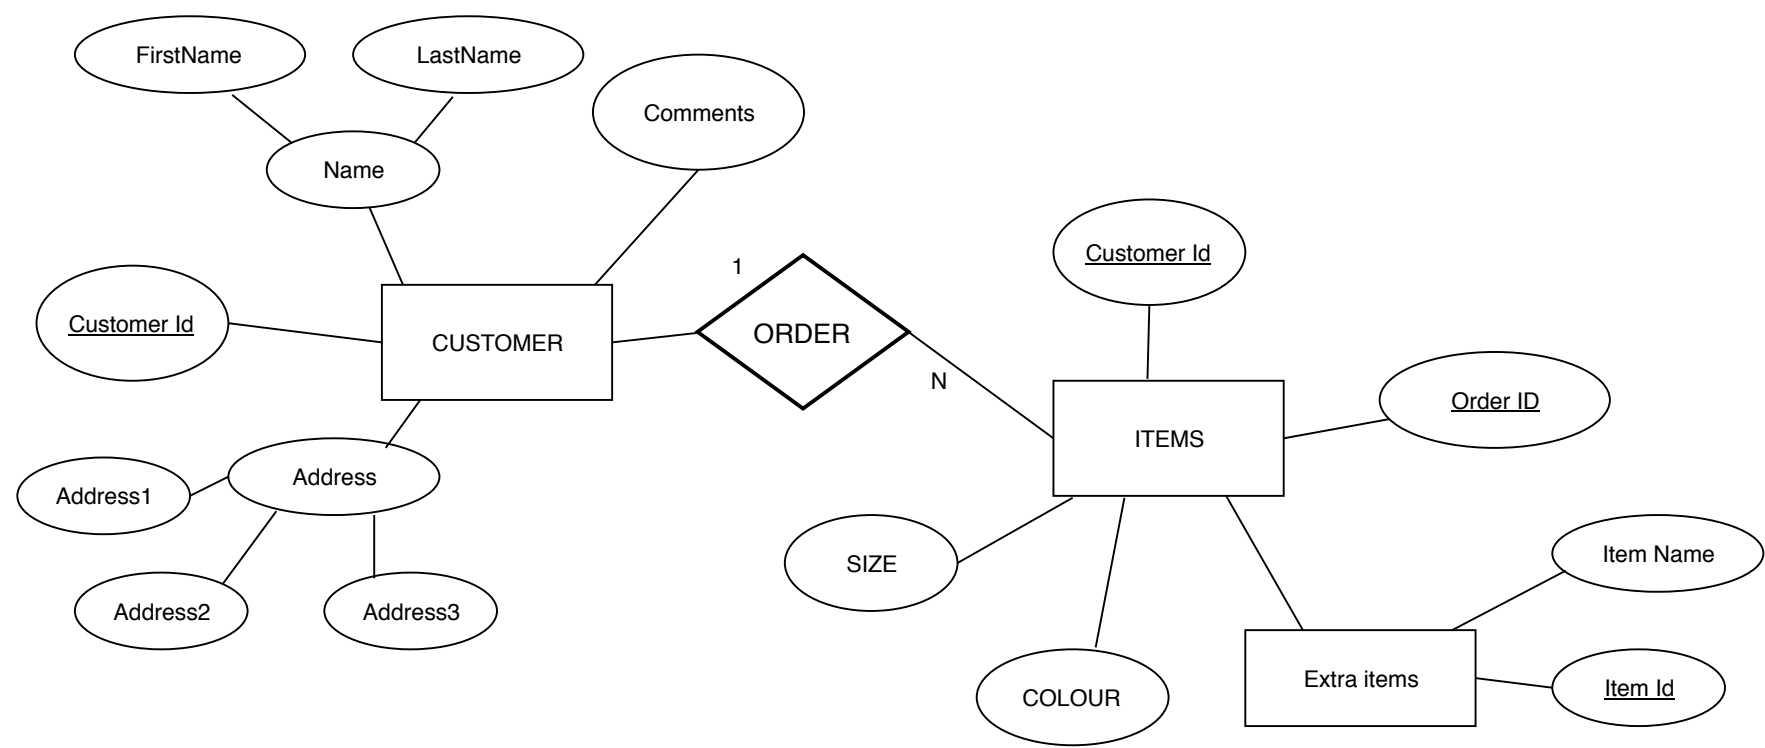 FirstName
LastName
Comments
Name
Customer Id
CUSTOMER
1
ORDER
N
Customer Id
Order ID
ITEMS
Address
Address1
Address2
Address3
SIZE
COLOUR
Item Name
Extra items
Item Id